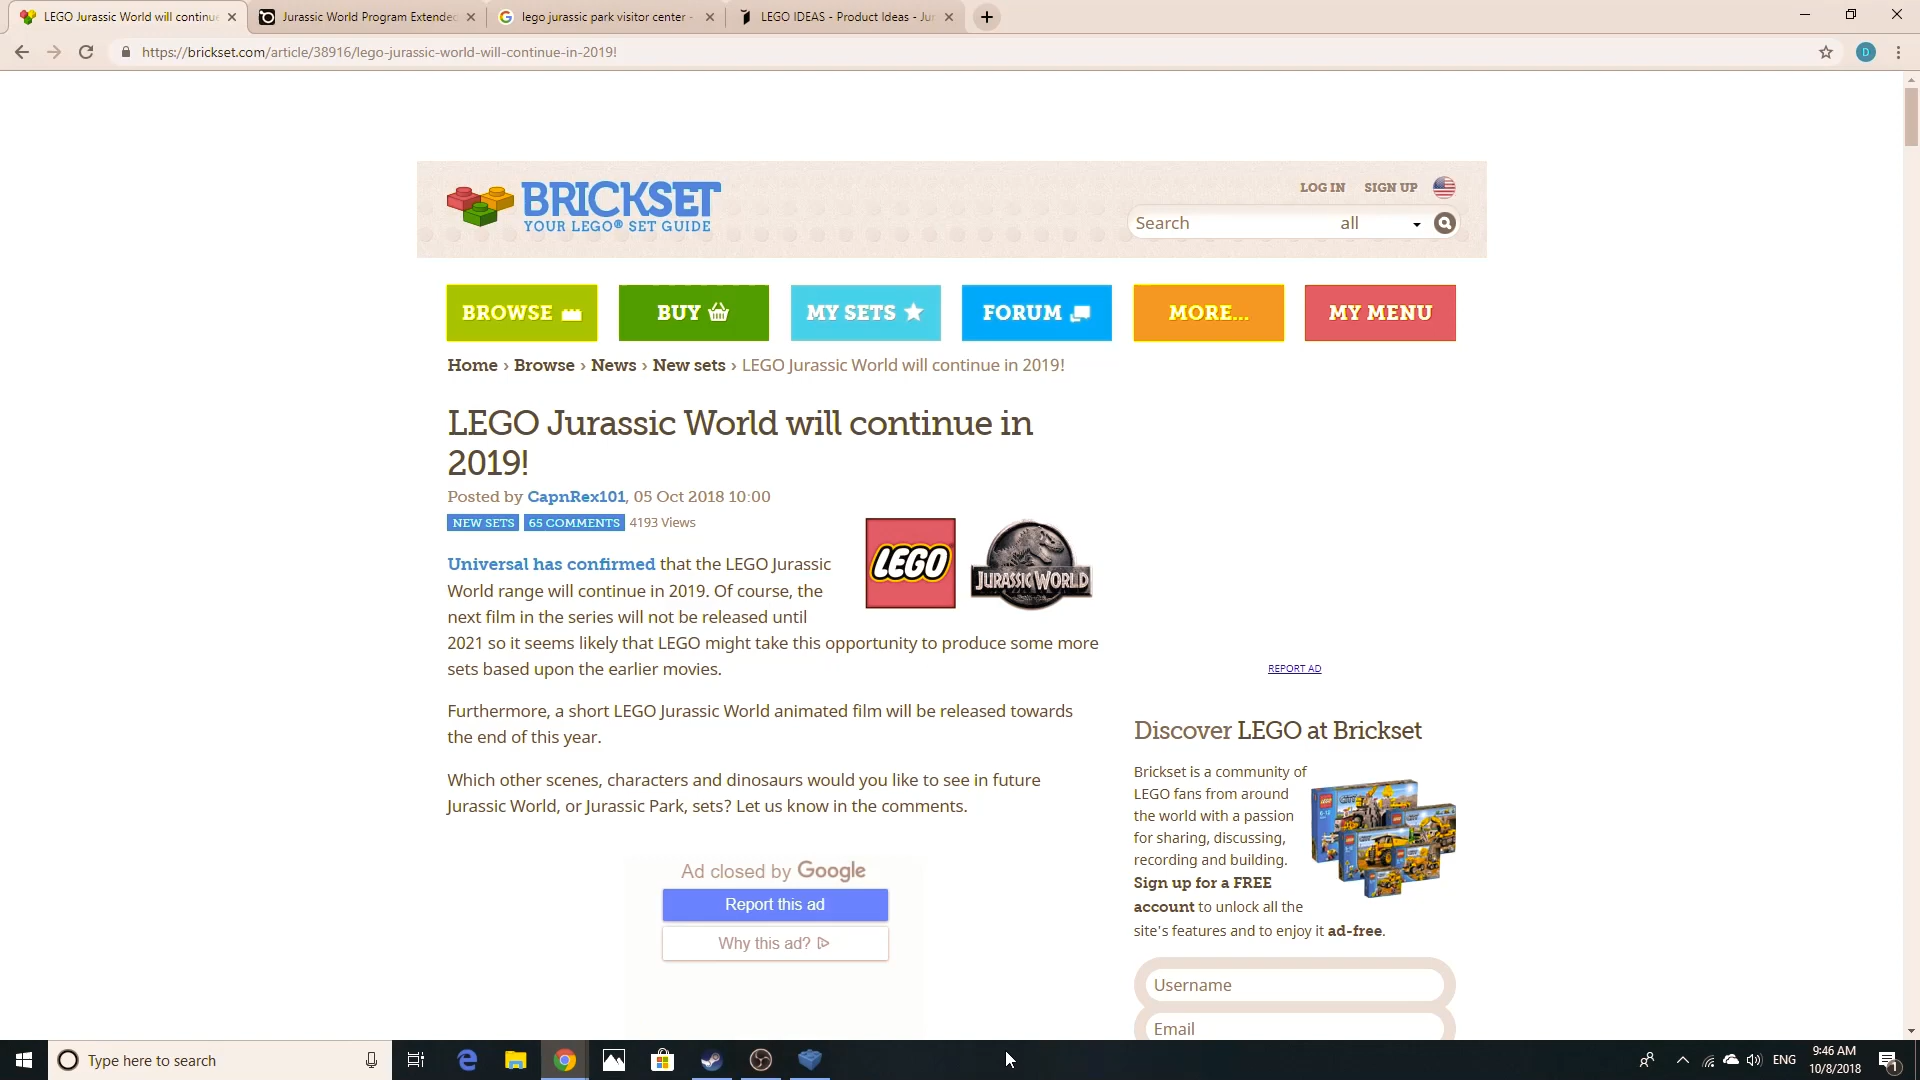 LEGO Jurassic World will continue
Jurassic World Program Extended
lego jurassic park visitor center -
LEGO IDEAS - Product Ideas - Jur
https://brickset.com/article/38916/lego-jurassic-world-will-continue-in-2019!
D
BRICKSET
YOUR LEGO® SET GUIDE
LOG IN SIGN UP
Search all
BROWSE
BUY
MY SETS
FORUM
MORE...
MY MENU
Home › Browse › News › New sets › LEGO Jurassic World will continue in 2019!
LEGO Jurassic World will continue in
2019!
Posted by CapnRex101, 05 Oct 2018 10:00
NEW SETS 65 COMMENTS 4193 Views
LEGO
JURASSIC WORLD
Universal has confirmed that the LEGO Jurassic
World range will continue in 2019. Of course, the
next film in the series will not be released until
2021 so it seems likely that LEGO might take this opportunity to produce some more
sets based upon the earlier movies.
Furthermore, a short LEGO Jurassic World animated film will be released towards
the end of this year.
Which other scenes, characters and dinosaurs would you like to see in future
Jurassic World, or Jurassic Park, sets? Let us know in the comments.
Ad closed by Google
Report this ad
Why this ad?
REPORT AD
Discover LEGO at Brickset
Brickset is a community of
LEGO fans from around
the world with a passion
for sharing, discussing,
recording and building.
Sign up for a FREE
account to unlock all the
site's features and to enjoy it ad-free.
Username
Email
Type here to search
ENG
9:46 AM
10/8/2018
1